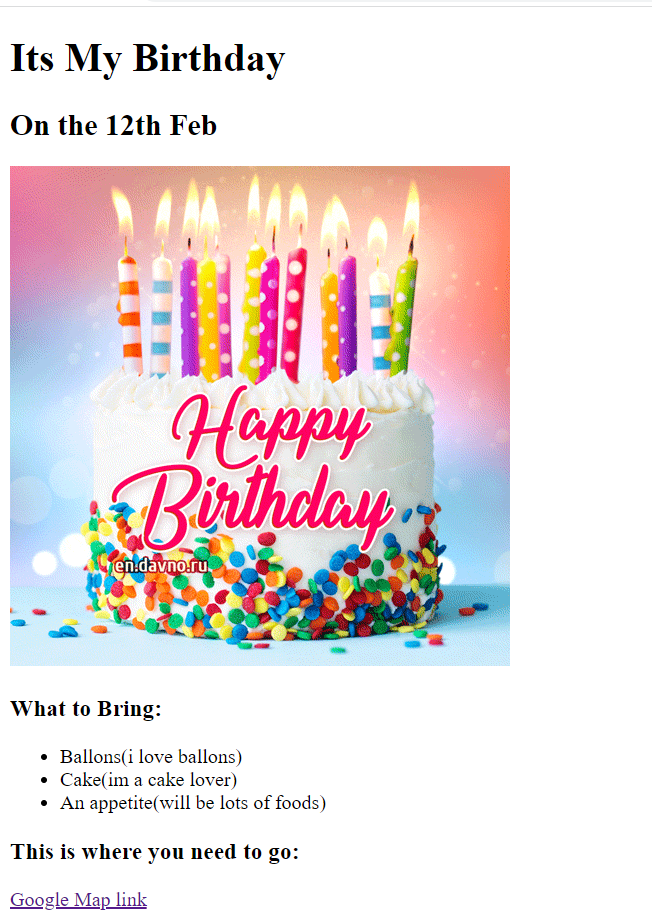 Its My Birthday
On the 12th Feb
Happy
Birthday
en.davno.ru
What to Bring:
Ballons(i love ballons)
Cake(im a cake lover)
An appetite(will be lots of foods)
This is where you need to go:
Google Map link